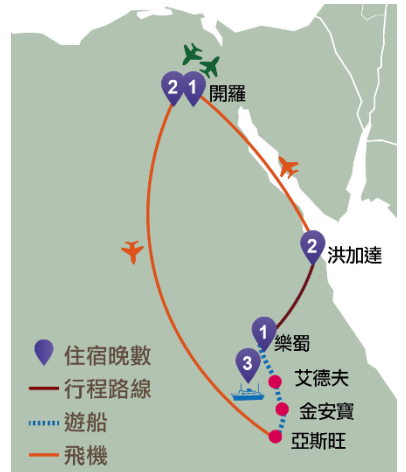 2 1 開羅
2 洪加達
1 樂蜀
3
艾德夫
金安寶
亞斯旺
住宿晚數
行程路線
遊船
飛機